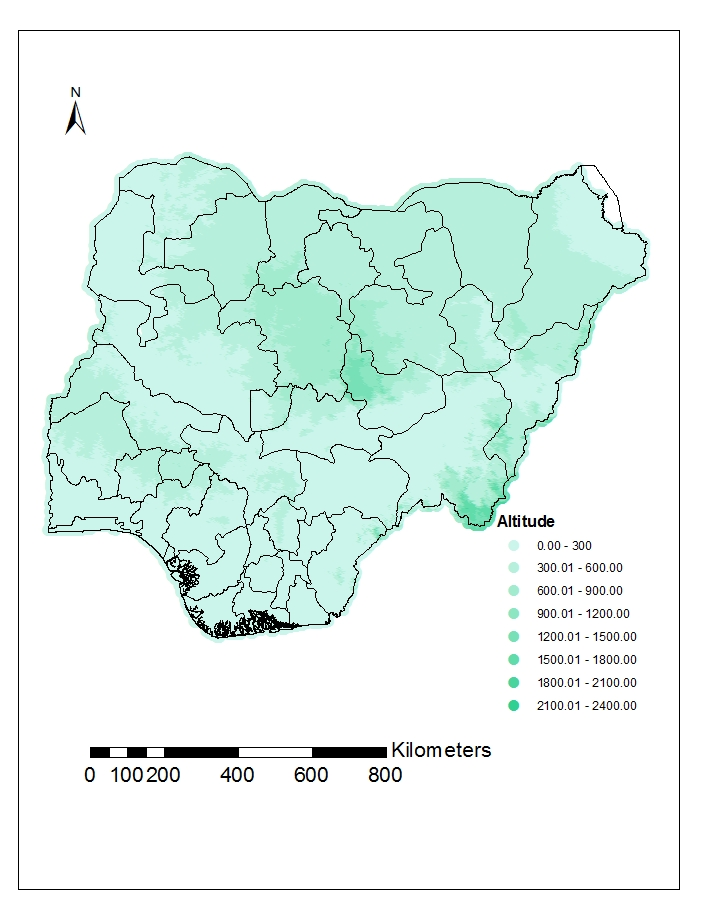 N
Altitude
0.00 - 300
300.01 - 600.00
600.01 - 900.00
900.01 - 1200.00
1200.01 - 1500.00
1500.01 - 1800.00
1800.01 - 2100.00
2100.01 - 2400.00
Kilometers
0 100 200 400 600 800